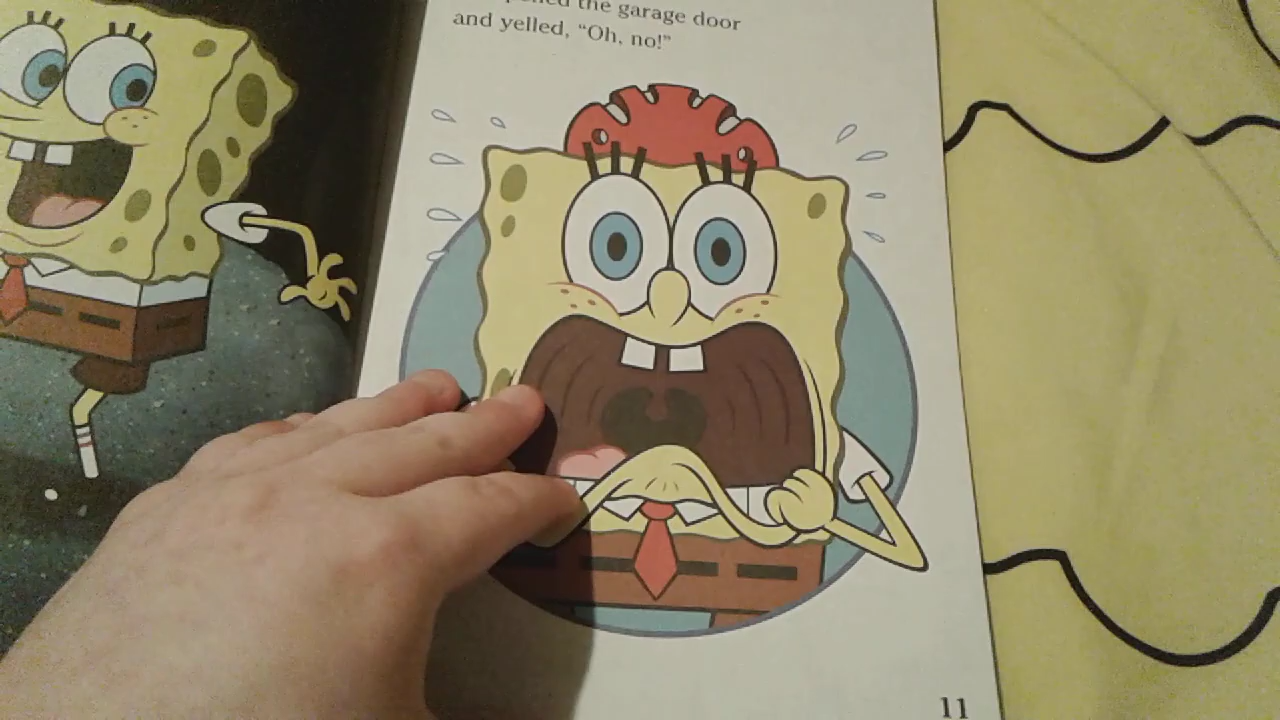 the garage door
and yelled, “Oh, no!”
11